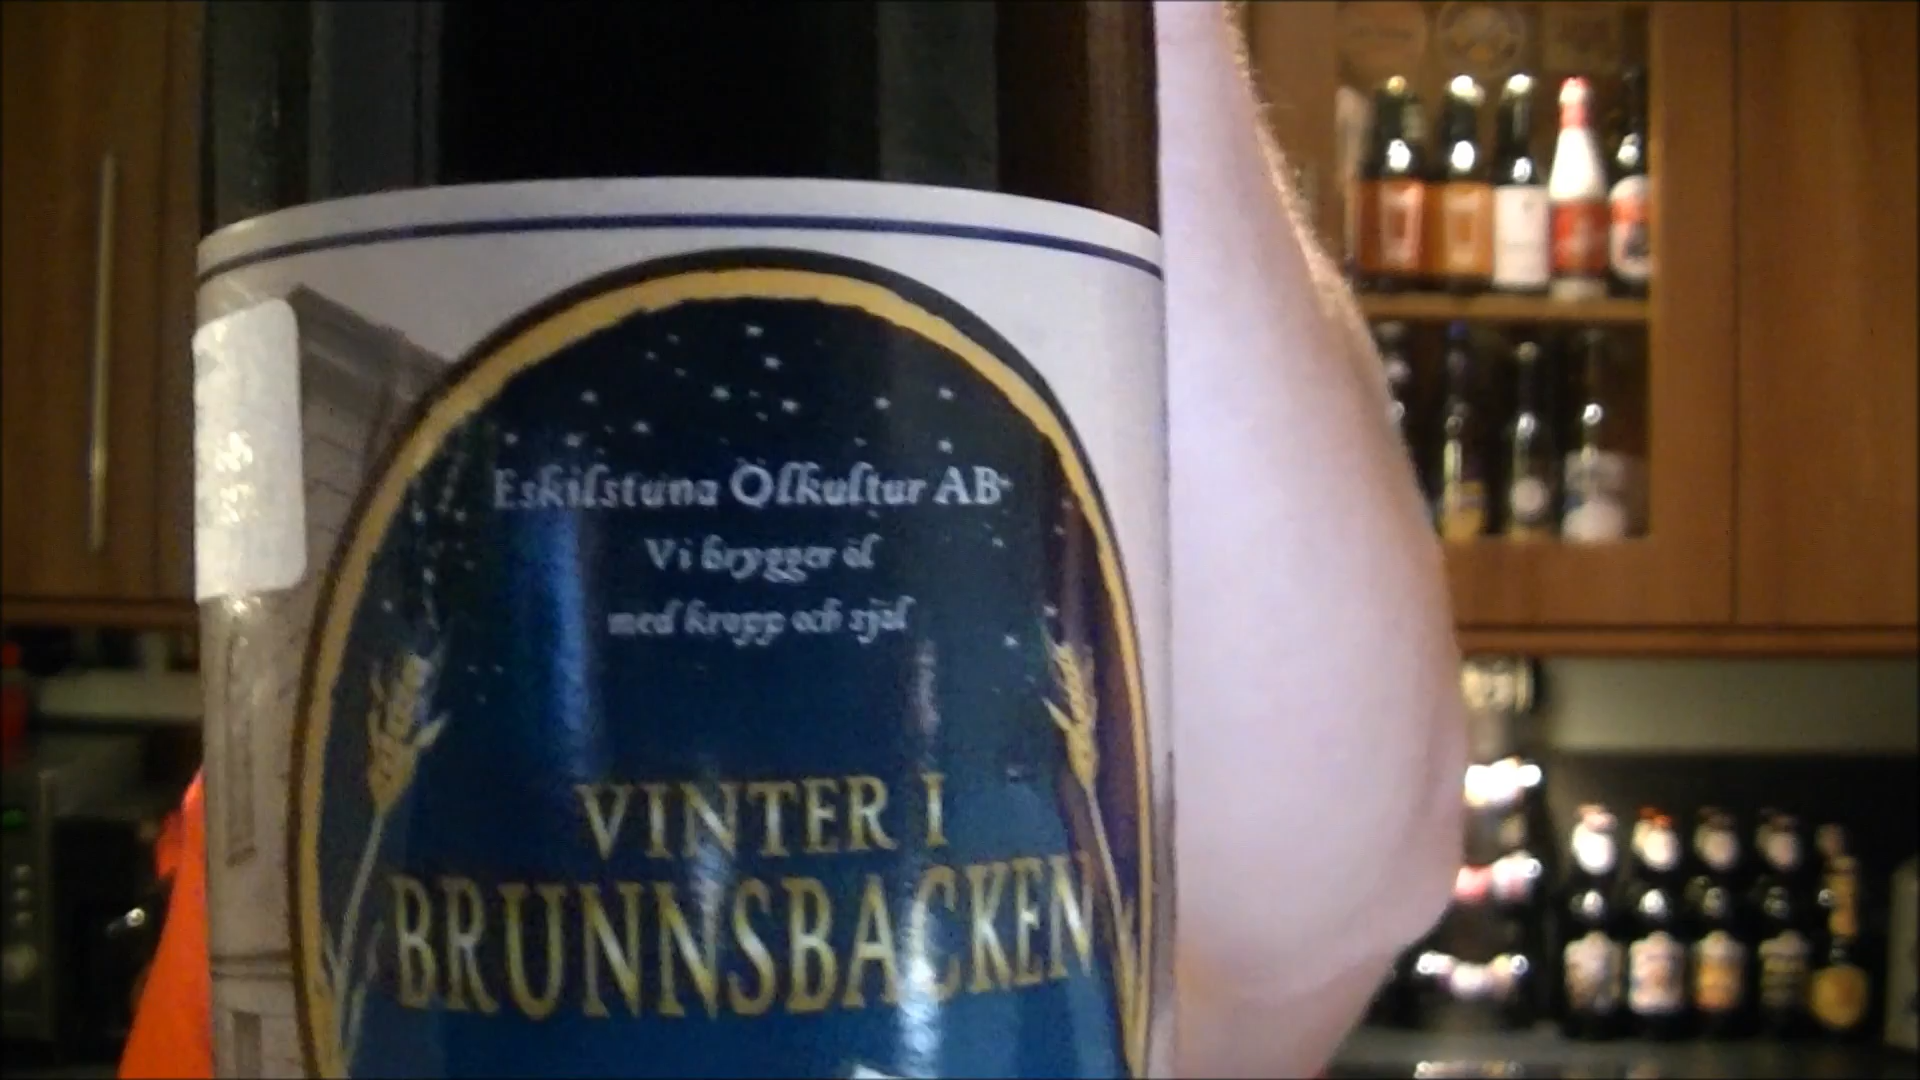 Eskilstuna Ölkultur AB
Vi brygger öl
med kropp och själ
VINTER I
BRUNNSBACKEN